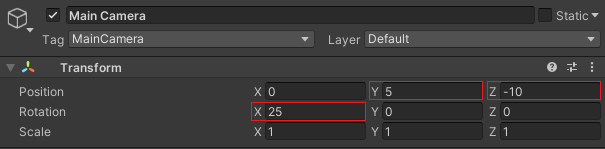 Main Camera Static
Tag MainCamera Layer Default
Transform
Position X 0 Y 5 Z -10
Rotation X 25 Y 0 Z 0
Scale X 1 Y 1 Z 1